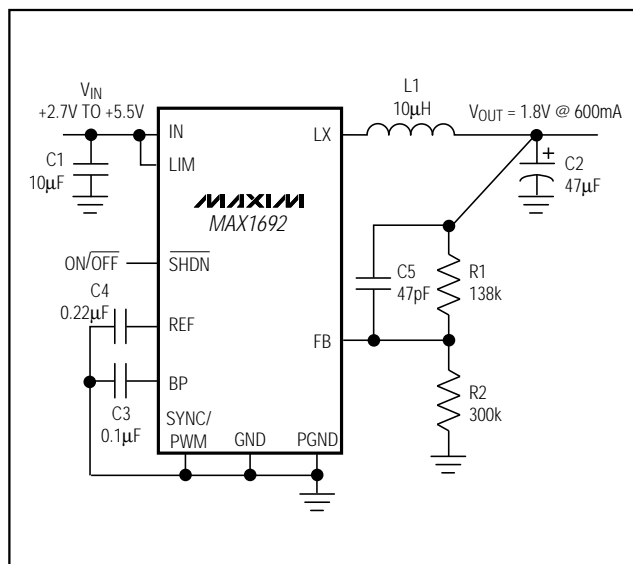 V_IN
+2.7V TO +5.5V
L1
10µH
V_OUT = 1.8V @ 600mA
IN
LX
LIM
C1
10µF
C2
+
47µF
MAXIM
MAX1692
ON/O̅F̅F̅
S̅H̅D̅N̅
C5
47pF
R1
138k
C4
0.22µF
REF
FB
BP
C3
0.1µF
SYNC/
PWM
GND
PGND
R2
300k